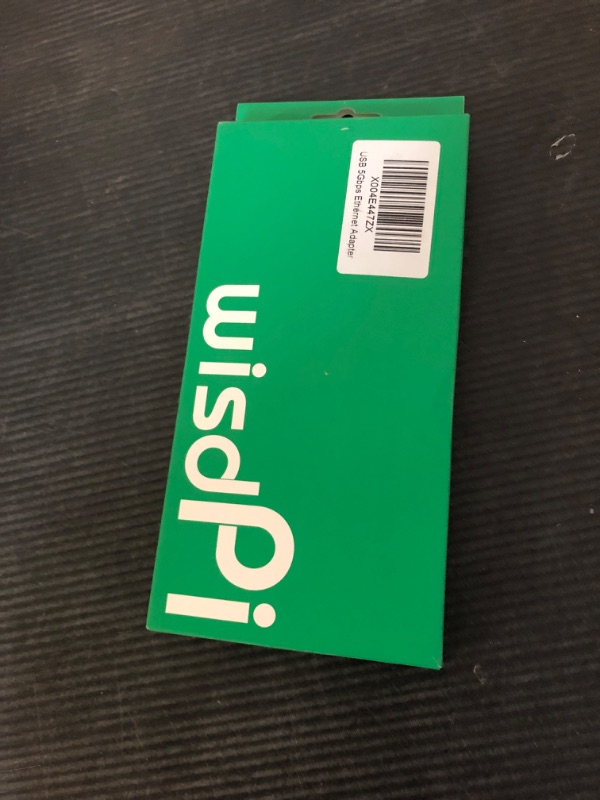 X004E447ZX
USB 5Gbps Ethernet Adapter
wisdpi